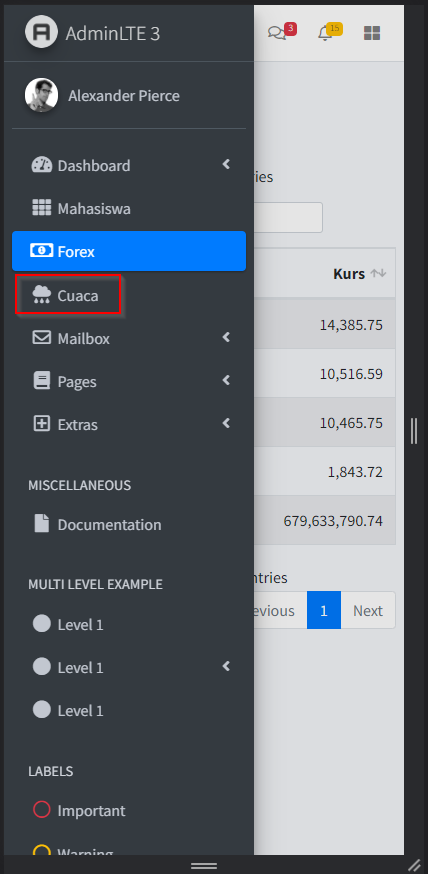 AdminLTE 3
3
15
Alexander Pierce
Dashboard
Mahasiswa
Forex
Cuaca
Mailbox
Pages
Extras
MISCELLANEOUS
Documentation
MULTI LEVEL EXAMPLE
Level 1
Level 1
Level 1
LABELS
Important
Warning
ies
Kurs
14,385.75
10,516.59
10,465.75
1,843.72
679,633,790.74
ntries
evious 1 Next